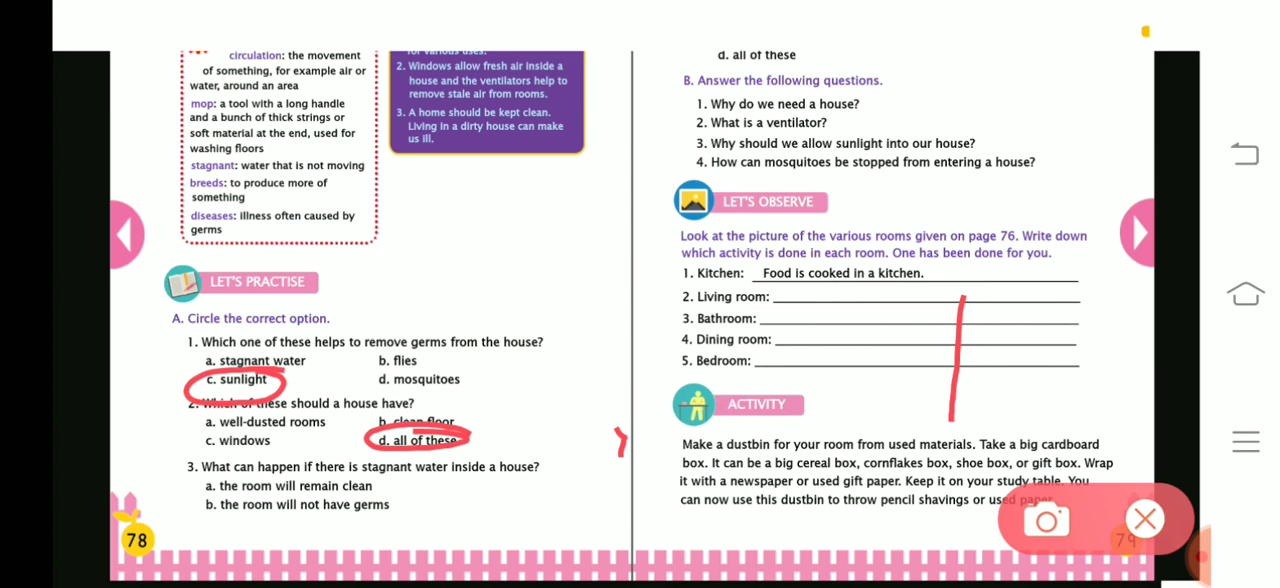 circulation: the movement
of something, for example air or
water, around an area
mop: a tool with a long handle
and a bunch of thick strings or
soft material at the end, used for
washing floors
stagnant: water that is not moving
breeds: to produce more of
something
diseases: illness often caused by
germs
for various uses.
2. Windows allow fresh air inside a
house and the ventilators help to
remove stale air from rooms.
3. A home should be kept clean.
Living in a dirty house can make
us ill.
LET'S PRACTISE
A. Circle the correct option.
1. Which one of these helps to remove germs from the house?
a. stagnant water b. flies
c. sunlight d. mosquitoes
2. Which of these should a house have?
a. well-dusted rooms b. clean floor
c. windows d. all of these
3. What can happen if there is stagnant water inside a house?
a. the room will remain clean
b. the room will not have germs
78
d. all of these
B. Answer the following questions.
1. Why do we need a house?
2. What is a ventilator?
3. Why should we allow sunlight into our house?
4. How can mosquitoes be stopped from entering a house?
LET'S OBSERVE
Look at the picture of the various rooms given on page 76. Write down
which activity is done in each room. One has been done for you.
1. Kitchen: Food is cooked in a kitchen.
2. Living room:
3. Bathroom:
4. Dining room:
5. Bedroom:
ACTIVITY
Make a dustbin for your room from used materials. Take a big cardboard
box. It can be a big cereal box, cornflakes box, shoe box, or gift box. Wrap
it with a newspaper or used gift paper. Keep it on your study table. You
can now use this dustbin to throw pencil shavings or used paper.
79